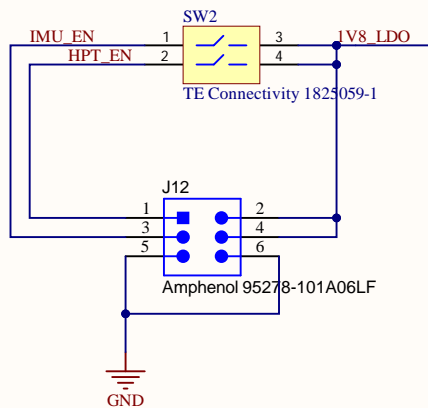 SW2
IMU_EN 1 3 1V8_LDO
HPT_EN 2 4
TE Connectivity 1825059-1
J12
1 2
3 4
5 6
Amphenol 95278-101A06LF
GND